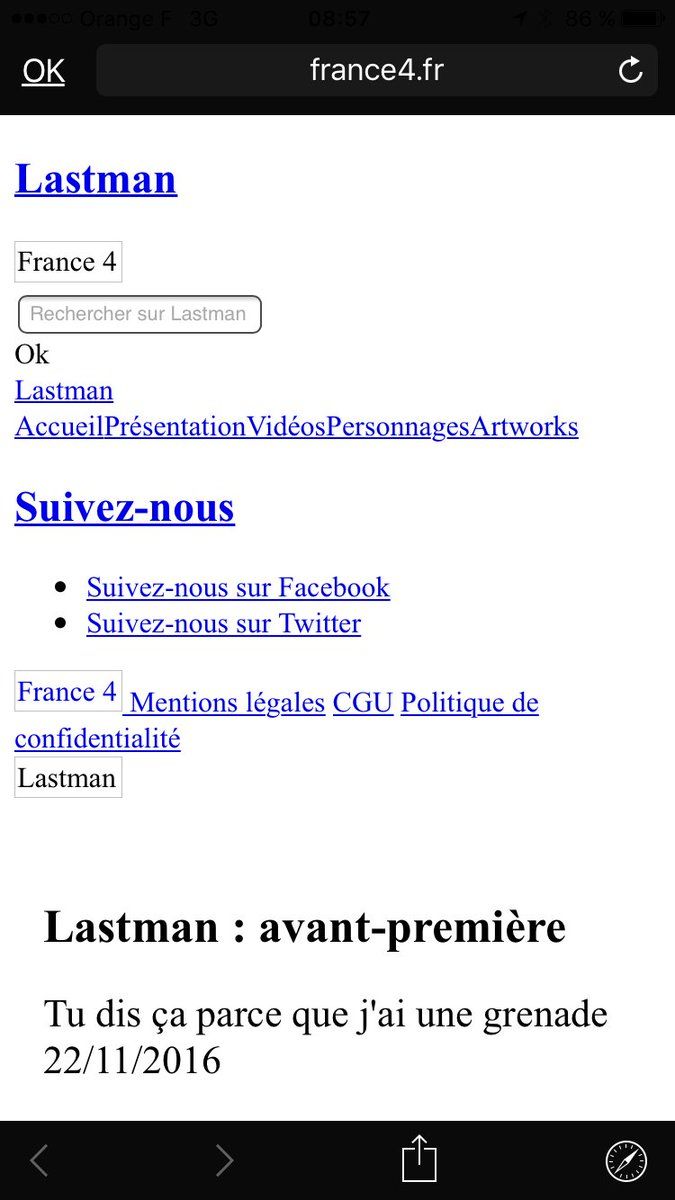 Orange F 3G 08:57 86 %
OK france4.fr
Lastman
France 4
Rechercher sur Lastman
Ok
Lastman
AccueilPrésentationVidéosPersonnagesArtworks
Suivez-nous
Suivez-nous sur Facebook
Suivez-nous sur Twitter
France 4 Mentions légales CGU Politique de
confidentialité
Lastman
Lastman : avant-première
Tu dis ça parce que j'ai une grenade
22/11/2016